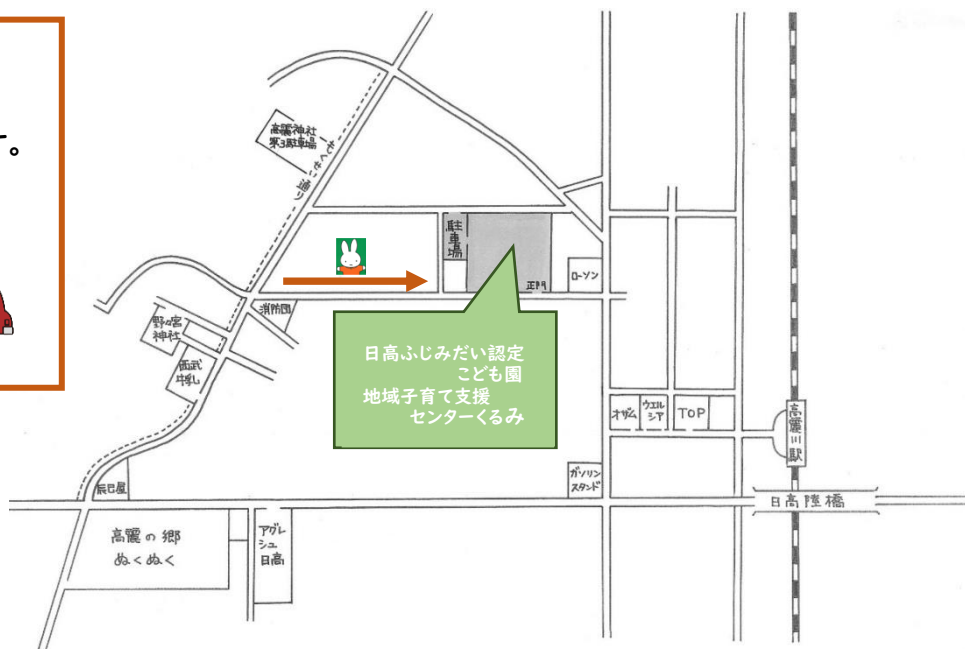 す。
高麗神社
第3駐車場
もくせい通り
駐車場
正門
ローソン
消防団
野々宮
神社
西武
牛乳
日高ふじみだい認定
こども園
地域子育て支援
センターくるみ
オザム
ウエル
シア
TOP
高麗川駅
ガソリン
スタンド
辰巳屋
日高陸橋
高麗の郷
ぬくぬく
アグレ
シュ
日高